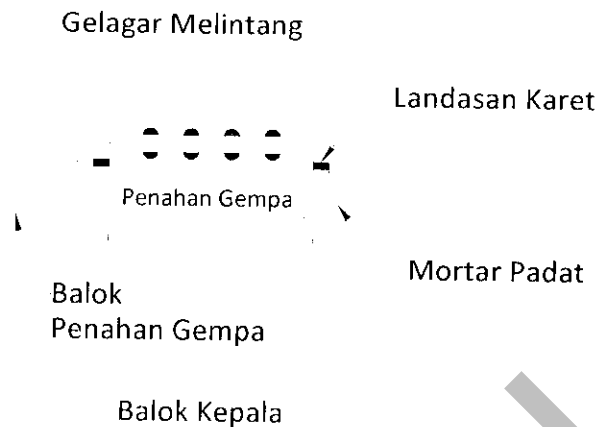 Gelagar Melintang
Landasan Karet
Penahan Gempa
Mortar Padat
Balok
Penahan Gempa
Balok Kepala